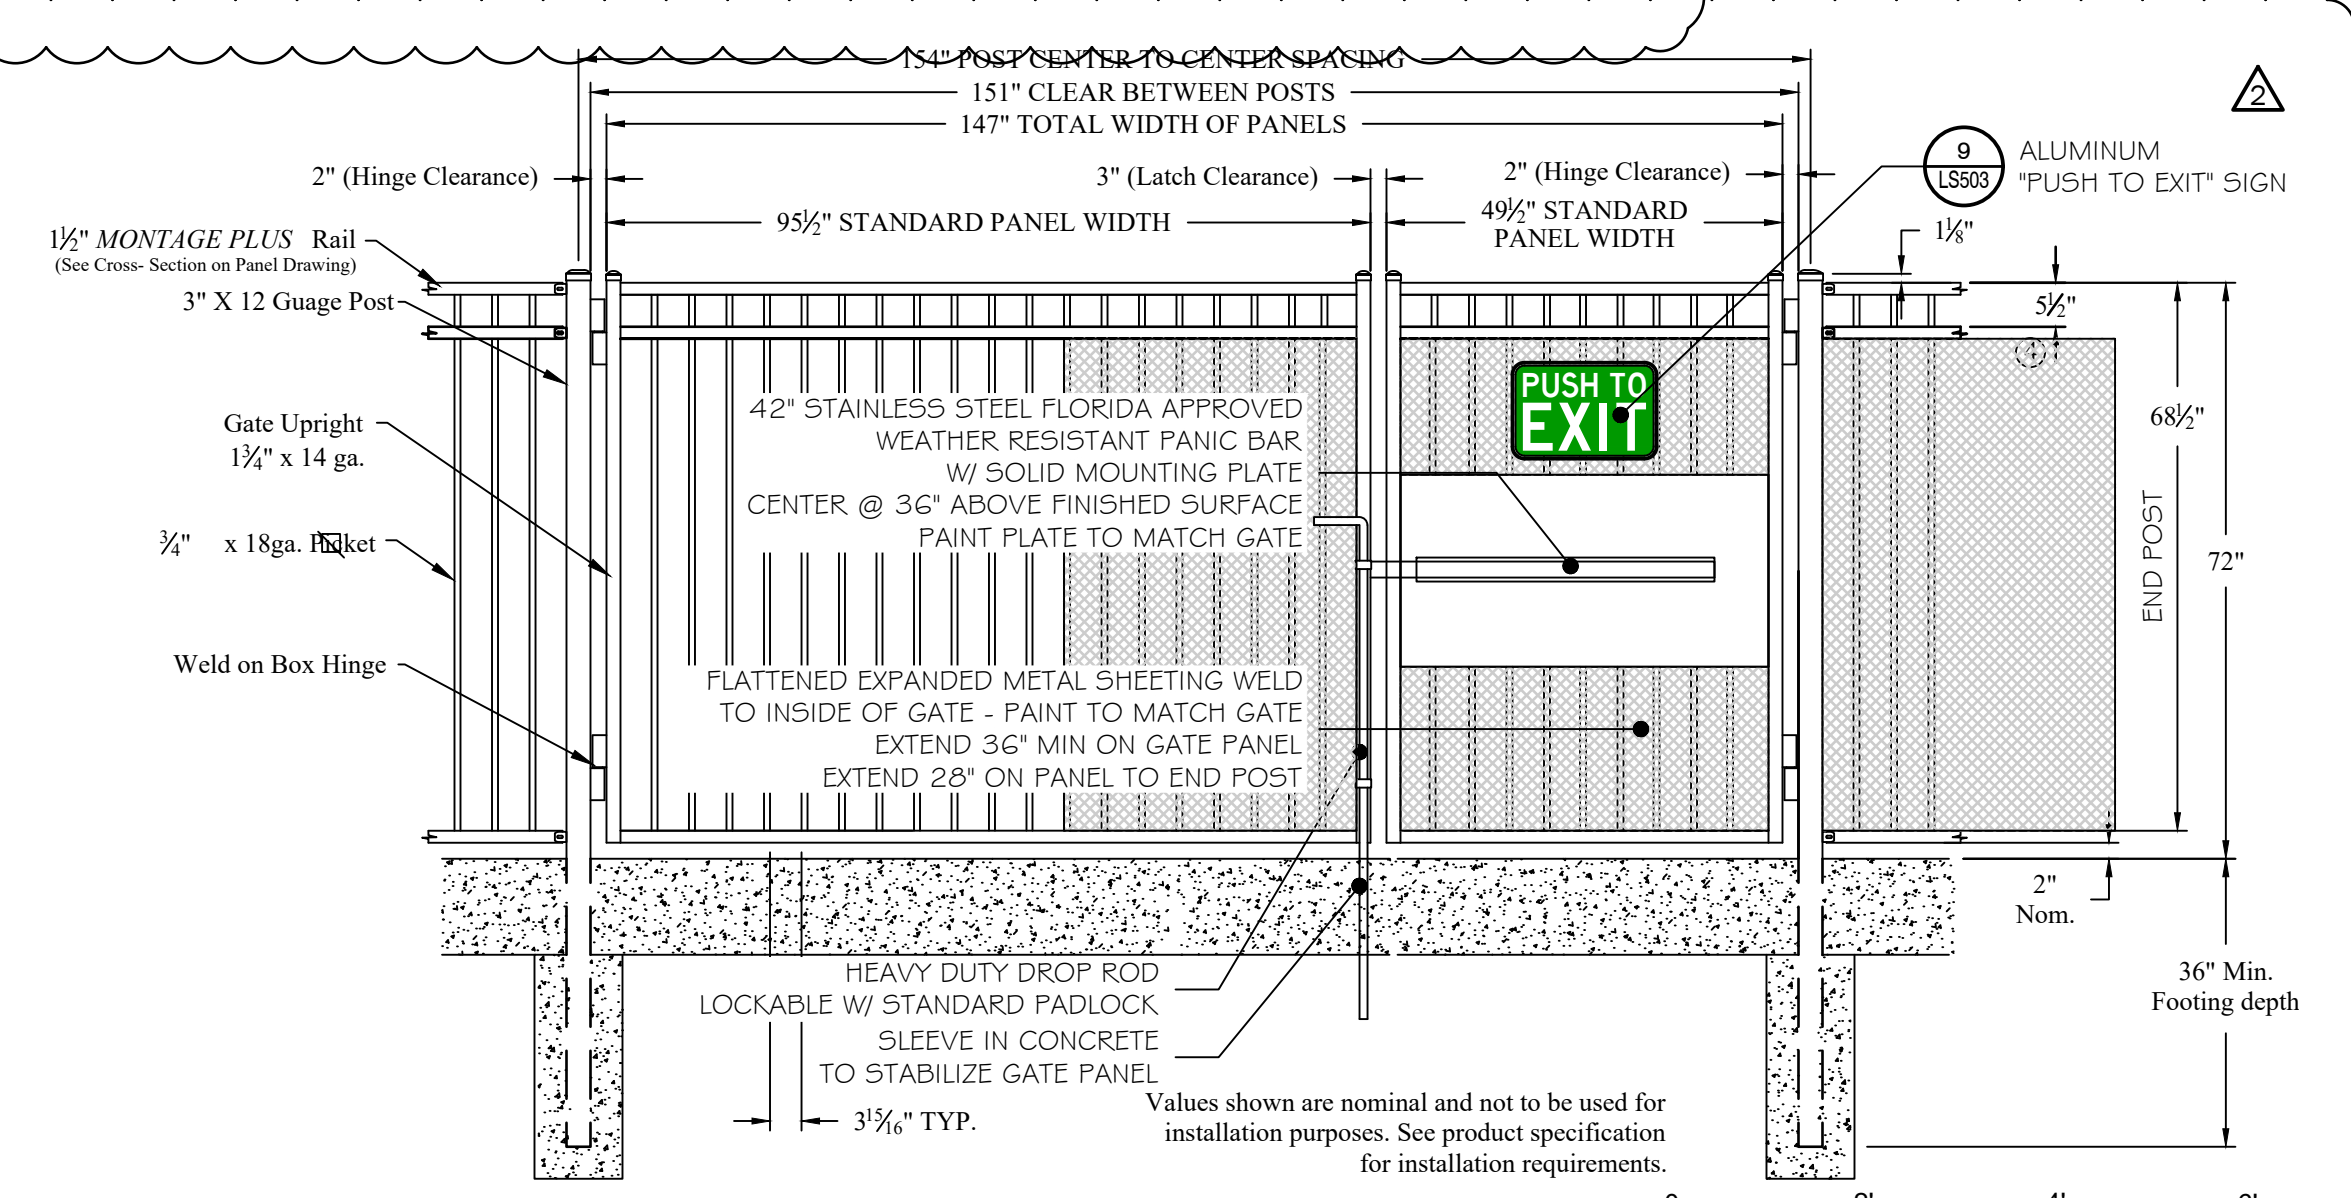 154" POST CENTER TO CENTER SPACING
151" CLEAR BETWEEN POSTS
147" TOTAL WIDTH OF PANELS
2
2" (Hinge Clearance)
3" (Latch Clearance)
2" (Hinge Clearance)
9
LS503
ALUMINUM
"PUSH TO EXIT" SIGN
95½" STANDARD PANEL WIDTH
49½" STANDARD
PANEL WIDTH
1½" MONTAGE PLUS Rail
(See Cross- Section on Panel Drawing)
3" X 12 Guage Post
1⅛"
5½"
PUSH TO
EXIT
Gate Upright
1¾" x 14 ga.
42" STAINLESS STEEL FLORIDA APPROVED
WEATHER RESISTANT PANIC BAR
W/ SOLID MOUNTING PLATE
CENTER @ 36" ABOVE FINISHED SURFACE
PAINT PLATE TO MATCH GATE
68½"
END POST
72"
¾" x 18ga. Picket
Weld on Box Hinge
FLATTENED EXPANDED METAL SHEETING WELD
TO INSIDE OF GATE - PAINT TO MATCH GATE
EXTEND 36" MIN ON GATE PANEL
EXTEND 28" ON PANEL TO END POST
2"
Nom.
HEAVY DUTY DROP ROD
LOCKABLE W/ STANDARD PADLOCK
SLEEVE IN CONCRETE
TO STABILIZE GATE PANEL
36" Min.
Footing depth
3 15/16" TYP.
Values shown are nominal and not to be used for
installation purposes. See product specification
for installation requirements.